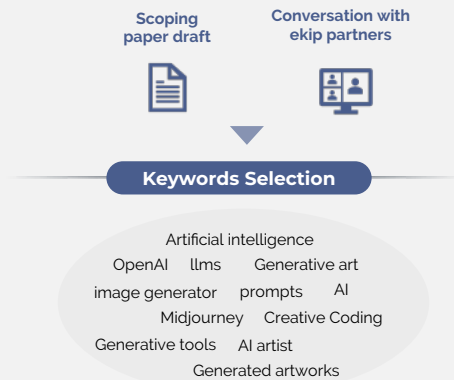 Scoping
paper draft
Conversation with
ekip partners
Keywords Selection
Artificial intelligence
OpenAI llms Generative art
image generator prompts AI
Midjourney Creative Coding
Generative tools AI artist
Generated artworks